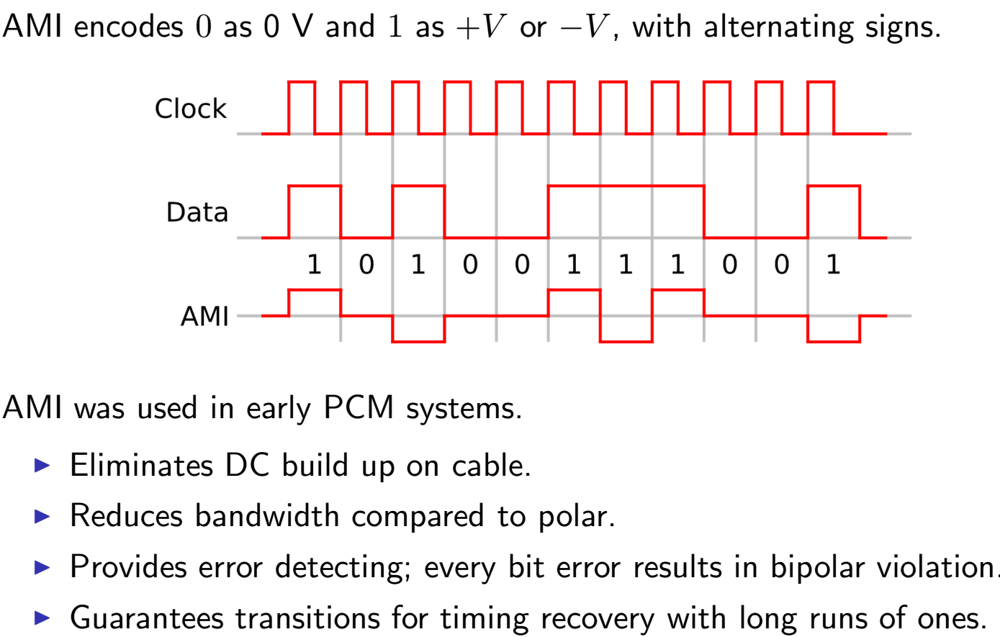 AMI encodes 0 as 0 V and 1 as +V or −V, with alternating signs.
Clock
Data
1 0 1 0 0 1 1 1 0 0 1
AMI
AMI was used in early PCM systems.
▶ Eliminates DC build up on cable.
▶ Reduces bandwidth compared to polar.
▶ Provides error detecting; every bit error results in bipolar violation.
▶ Guarantees transitions for timing recovery with long runs of ones.